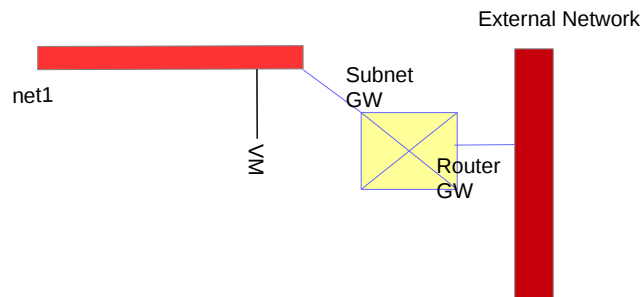 External Network
Subnet
GW
net1
VM
Router
GW